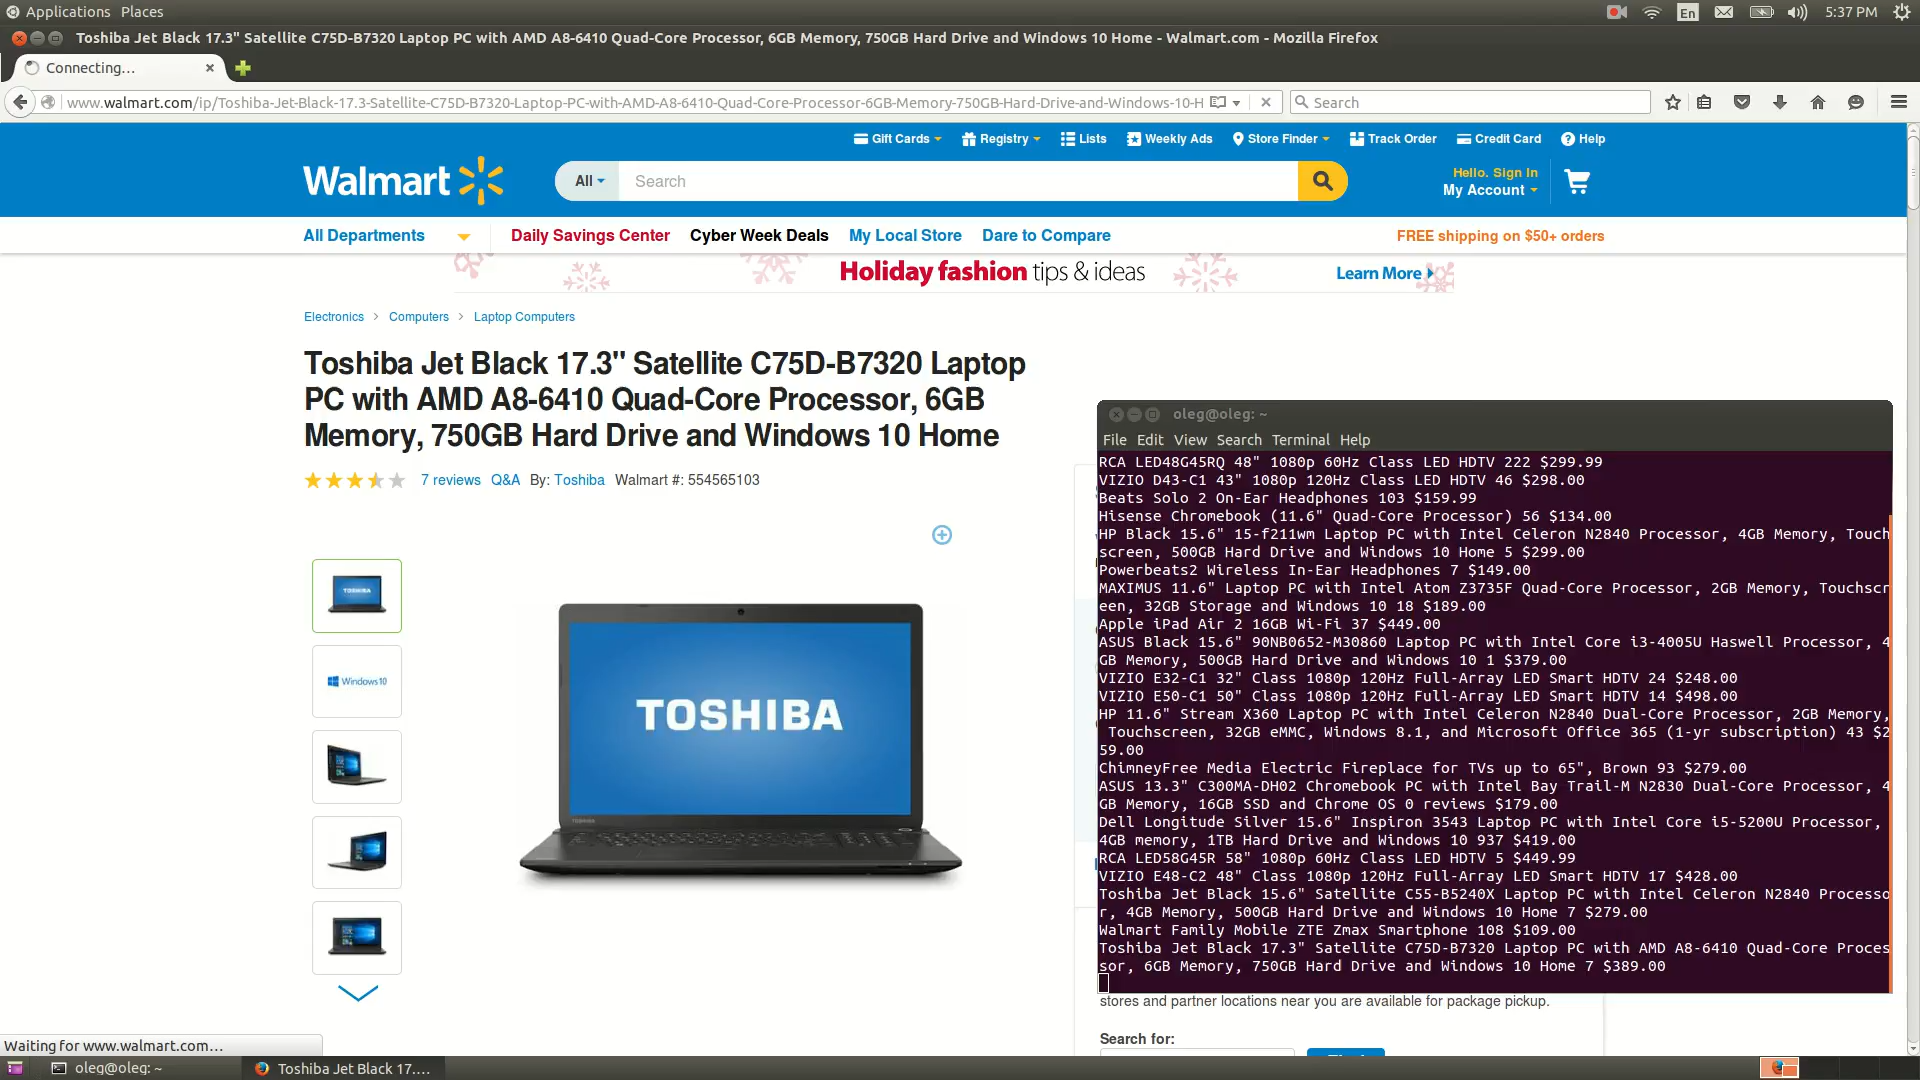 Applications Places
En 5:37 PM
Toshiba Jet Black 17.3" Satellite C75D-B7320 Laptop PC with AMD A8-6410 Quad-Core Processor, 6GB Memory, 750GB Hard Drive and Windows 10 Home - Walmart.com - Mozilla Firefox
Connecting...
www.walmart.com/ip/Toshiba-Jet-Black-17.3-Satellite-C75D-B7320-Laptop-PC-with-AMD-A8-6410-Quad-Core-Processor-6GB-Memory-750GB-Hard-Drive-and-Windows-10-H
Search
Gift Cards Registry Lists Weekly Ads Store Finder Track Order Credit Card Help
Walmart
All Search
Hello. Sign In
My Account
All Departments Daily Savings Center Cyber Week Deals My Local Store Dare to Compare FREE shipping on $50+ orders
Holiday fashion tips & ideas Learn More
Electronics > Computers > Laptop Computers
Toshiba Jet Black 17.3" Satellite C75D-B7320 Laptop
PC with AMD A8-6410 Quad-Core Processor, 6GB
Memory, 750GB Hard Drive and Windows 10 Home
7 reviews Q&A By: Toshiba Walmart #: 554565103
TOSHIBA
Windows 10
TOSHIBA
TOSHIBA
oleg@oleg: ~
File Edit View Search Terminal Help
RCA LED48G45RQ 48" 1080p 60Hz Class LED HDTV 222 $299.99
VIZIO D43-C1 43" 1080p 120Hz Class LED HDTV 46 $298.00
Beats Solo 2 On-Ear Headphones 103 $159.99
Hisense Chromebook (11.6" Quad-Core Processor) 56 $134.00
HP Black 15.6" 15-f211wm Laptop PC with Intel Celeron N2840 Processor, 4GB Memory, Touch
screen, 500GB Hard Drive and Windows 10 Home 5 $299.00
Powerbeats2 Wireless In-Ear Headphones 7 $149.00
MAXIMUS 11.6" Laptop PC with Intel Atom Z3735F Quad-Core Processor, 2GB Memory, Touchscr
een, 32GB Storage and Windows 10 18 $189.00
Apple iPad Air 2 16GB Wi-Fi 37 $449.00
ASUS Black 15.6" 90NB0652-M30860 Laptop PC with Intel Core i3-4005U Haswell Processor, 4
GB Memory, 500GB Hard Drive and Windows 10 1 $379.00
VIZIO E32-C1 32" Class 1080p 120Hz Full-Array LED Smart HDTV 24 $248.00
VIZIO E50-C1 50" Class 1080p 120Hz Full-Array LED Smart HDTV 14 $498.00
HP 11.6" Stream X360 Laptop PC with Intel Celeron N2840 Dual-Core Processor, 2GB Memory,
Touchscreen, 32GB eMMC, Windows 8.1, and Microsoft Office 365 (1-yr subscription) 43 $2
59.00
ChimneyFree Media Electric Fireplace for TVs up to 65", Brown 93 $279.00
ASUS 13.3" C300MA-DH02 Chromebook PC with Intel Bay Trail-M N2830 Dual-Core Processor, 4
GB Memory, 16GB SSD and Chrome OS 0 reviews $179.00
Dell Longitude Silver 15.6" Inspiron 3543 Laptop PC with Intel Core i5-5200U Processor,
4GB memory, 1TB Hard Drive and Windows 10 937 $419.00
RCA LED58G45R 58" 1080p 60Hz Class LED HDTV 5 $449.99
VIZIO E48-C2 48" Class 1080p 120Hz Full-Array LED Smart HDTV 17 $428.00
Toshiba Jet Black 15.6" Satellite C55-B5240X Laptop PC with Intel Celeron N2840 Processo
r, 4GB Memory, 500GB Hard Drive and Windows 10 Home 7 $279.00
Walmart Family Mobile ZTE Zmax Smartphone 108 $109.00
Toshiba Jet Black 17.3" Satellite C75D-B7320 Laptop PC with AMD A8-6410 Quad-Core Proces
sor, 6GB Memory, 750GB Hard Drive and Windows 10 Home 7 $389.00
stores and partner locations near you are available for package pickup.
Search for:
Waiting for www.walmart.com...
oleg@oleg: ~ Toshiba Jet Black 17....